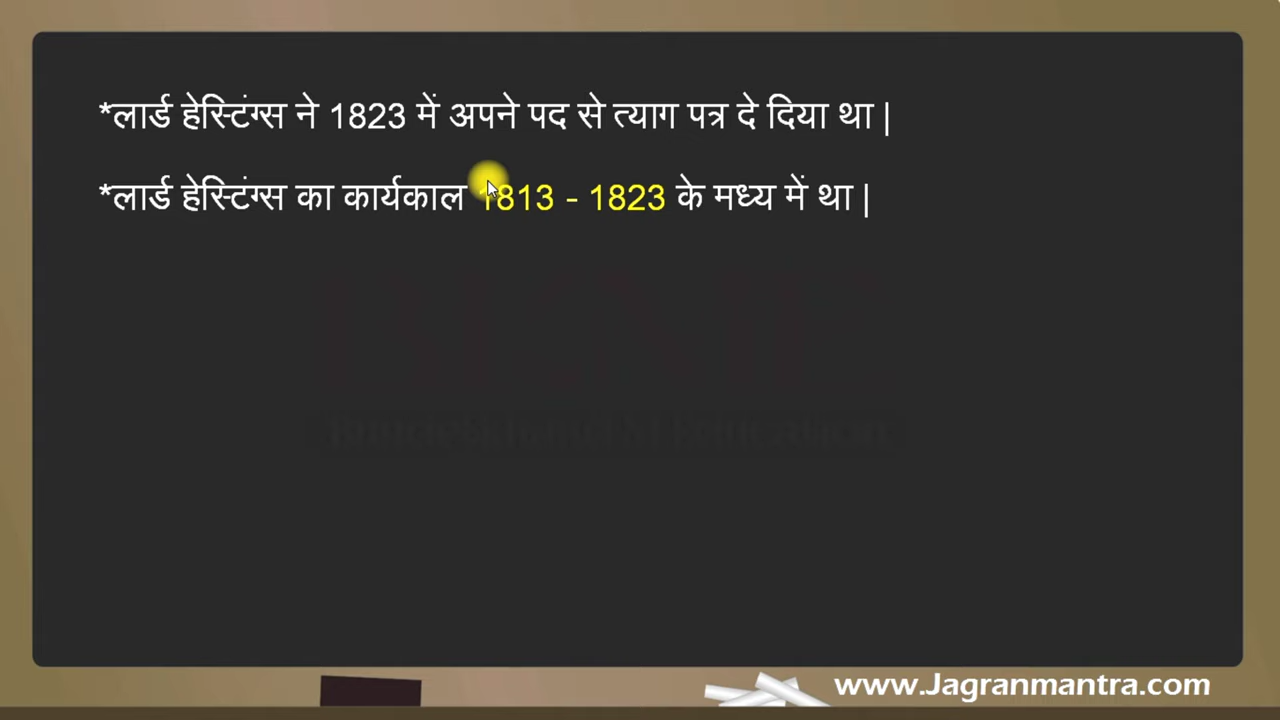 *लार्ड हेस्टिंग्स ने 1823 में अपने पद से त्याग पत्र दे दिया था |
*लार्ड हेस्टिंग्स का कार्यकाल 1813 - 1823 के मध्य में था |
www.Jagranmantra.com